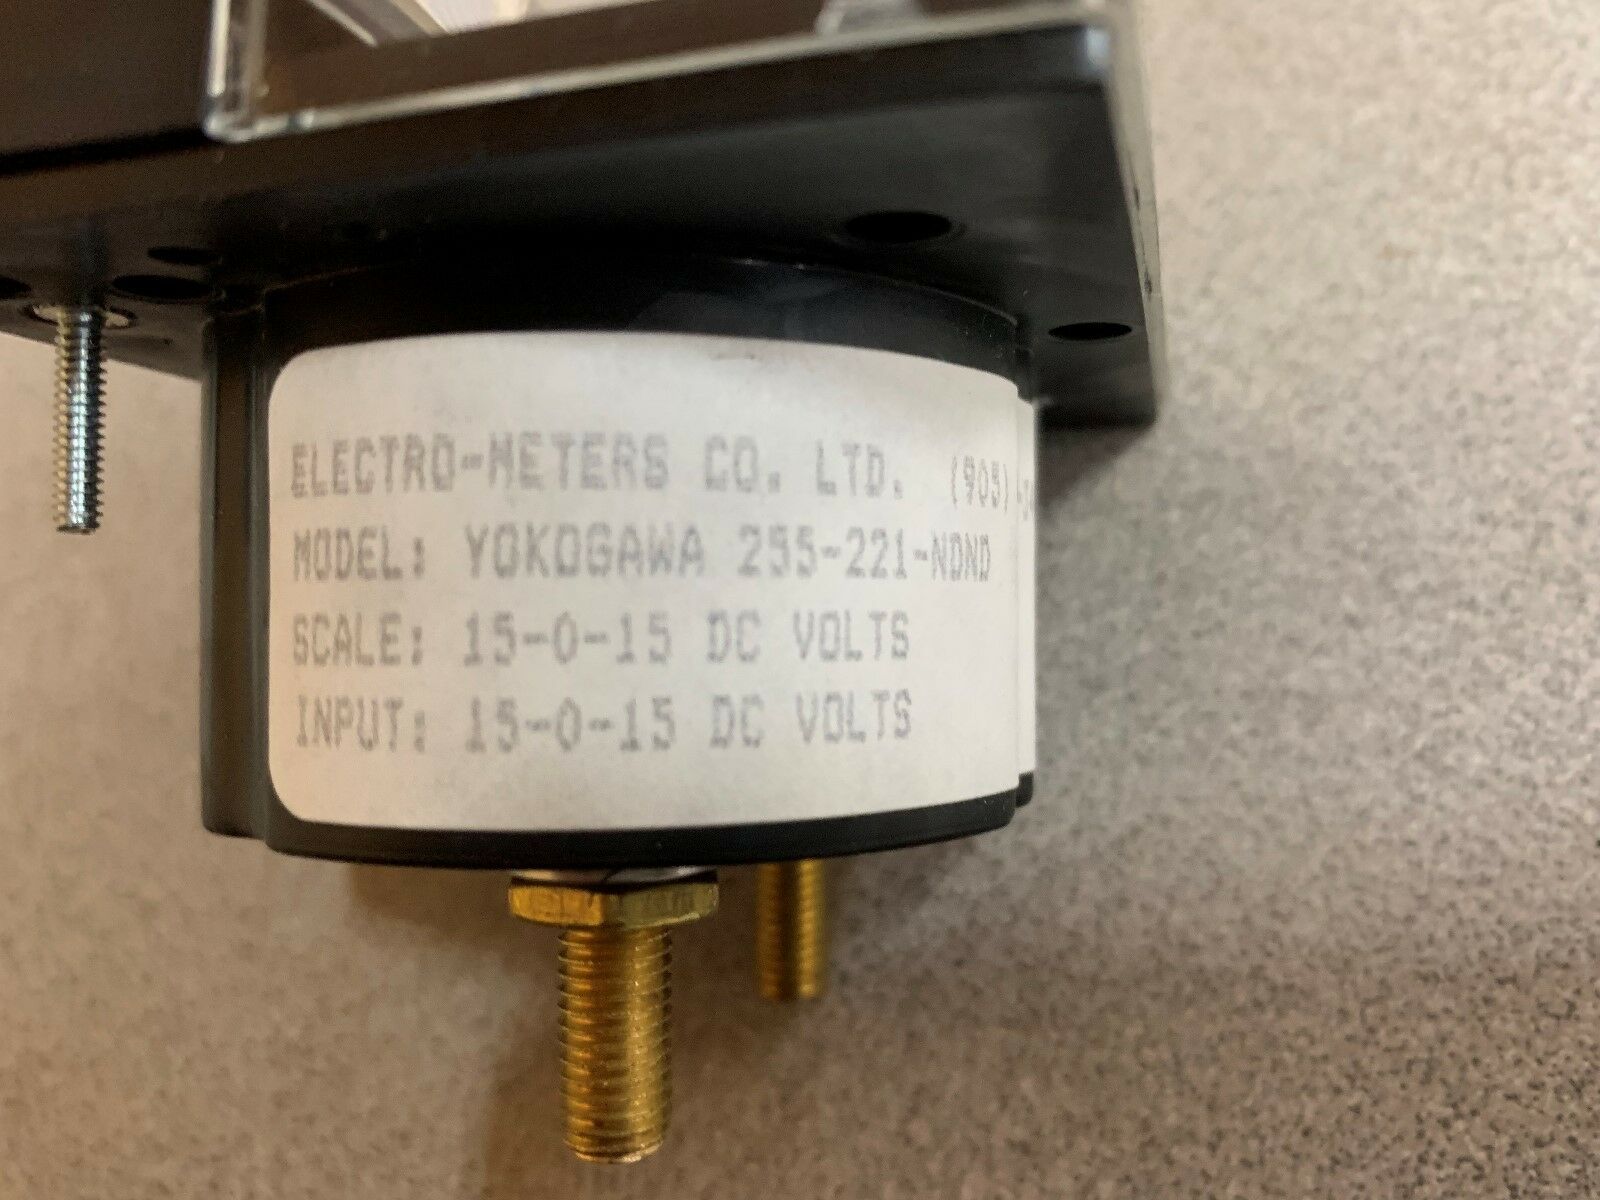 ELECTRO-METERS CO. LTD. (905)
MODEL: YOKOGAWA 255-221-NDND
SCALE: 15-0-15 DC VOLTS
INPUT: 15-0-15 DC VOLTS